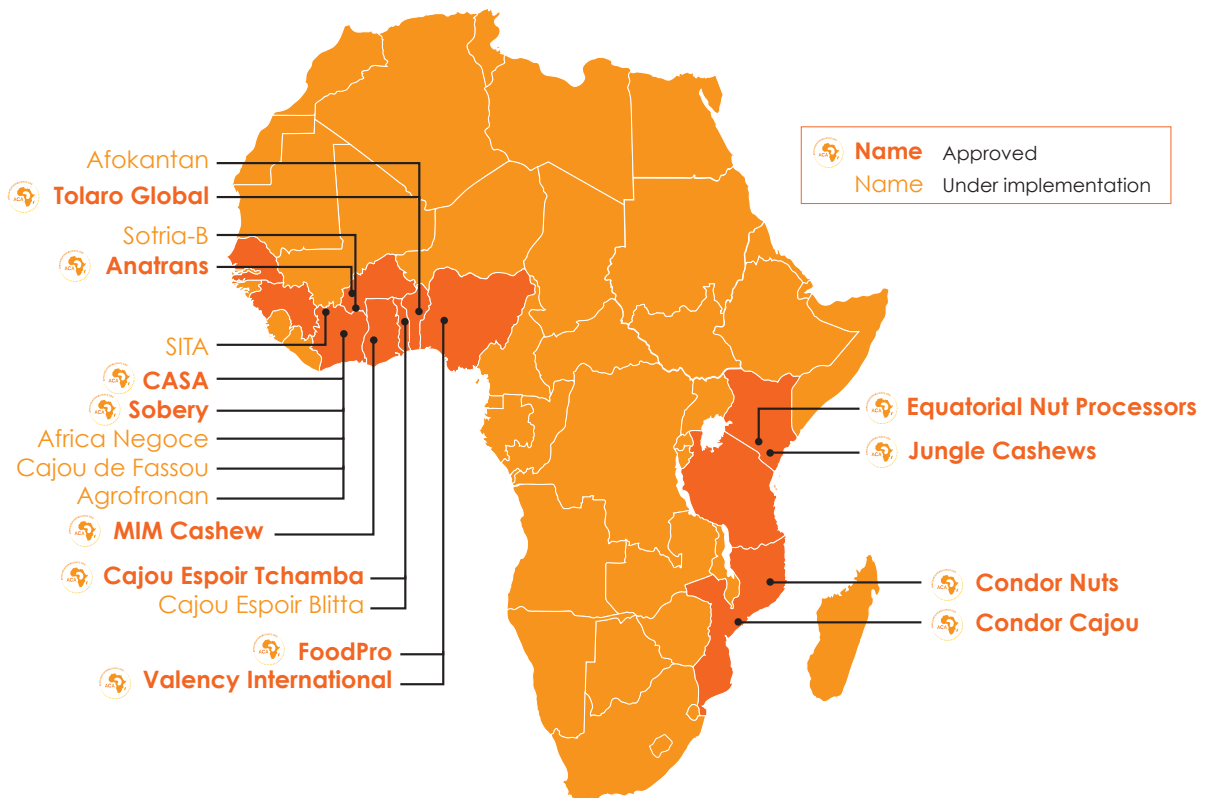 Name Approved
Name Under implementation
Afokantan
Tolaro Global
Sotria-B
Anatrans
SITA
CASA
Sobery
Africa Negoce
Cajou de Fassou
Agrofronan
MIM Cashew
Cajou Espoir Tchamba
Cajou Espoir Blitta
FoodPro
Valency International
Equatorial Nut Processors
Jungle Cashews
Condor Nuts
Condor Cajou